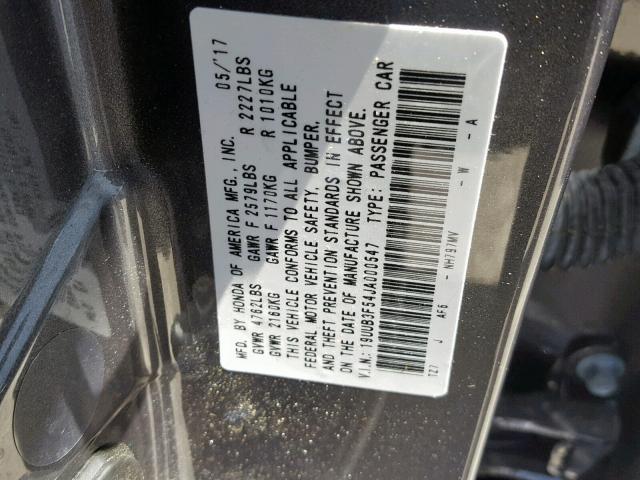 MFD. BY HONDA OF AMERICA MFG., INC. 05/'17
GVWR 4762LBS GAWR F 2579LBS R 2227LBS
GVWR 2160KG GAWR F 1170KG R 1010KG
THIS VEHICLE CONFORMS TO ALL APPLICABLE
FEDERAL MOTOR VEHICLE SAFETY, BUMPER,
AND THEFT PREVENTION STANDARDS IN EFFECT
ON THE DATE OF MANUFACTURE SHOWN ABOVE.
V.I.N.: 19UUB3F54JA000547 TYPE: PASSENGER CAR
TZ7 J AF6 - NH797MV - W - A